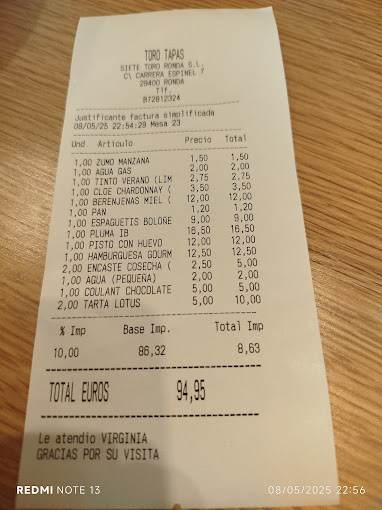 TORO TAPAS
SIETE TORO RONDA S.L.
C\ CARRERA ESPINEL 7
29400 RONDA
Tlf.
B72812324
Justificante factura simplificada
08/05/25 22:54:29 Mesa 23
Und Artículo Precio Total
1,00 ZUMO MANZANA 1,50 1,50
1,00 AGUA GAS 2,00 2,00
1,00 TINTO VERANO (LIM 2,75 2,75
1,00 CLOE CHARDONNAY ( 3,50 3,50
1,00 BERENJENAS MIEL ( 12,00 12,00
1,00 PAN 1,20 1,20
1,00 ESPAGUETIS BOLOÑE 9,00 9,00
1,00 PLUMA IB 16,50 16,50
1,00 PISTO CON HUEVO 12,00 12,00
1,00 HAMBURGUESA GOURM 12,50 12,50
2,00 ENCASTE COSECHA ( 2,50 5,00
1,00 AGUA (PEQUEÑA) 2,00 2,00
1,00 COULANT CHOCOLATE 5,00 5,00
2,00 TARTA LOTUS 5,00 10,00
% Imp Base Imp. Total Imp
10,00 86,32 8,63
TOTAL EUROS 94,95
Le atendio VIRGINIA
GRACIAS POR SU VISITA
REDMI NOTE 13 08/05/2025 22:56